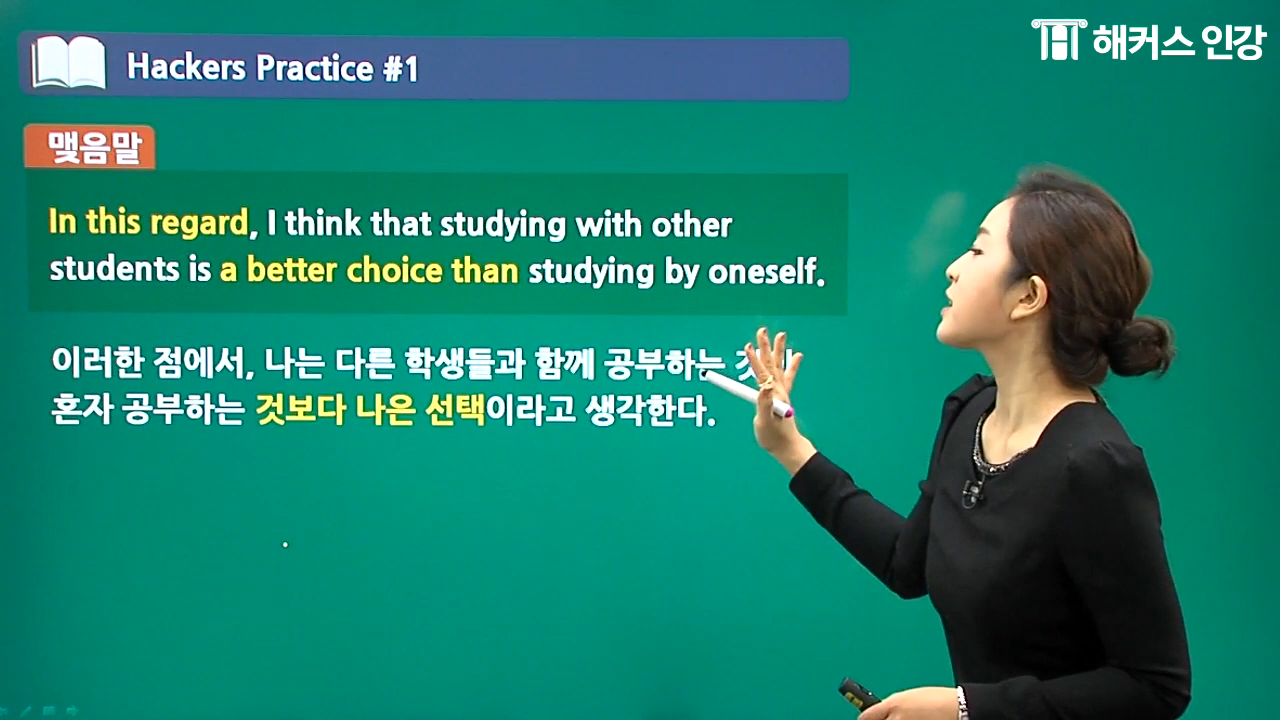 해커스 인강
Hackers Practice #1
맺음말
In this regard, I think that studying with other
students is a better choice than studying by oneself.
이러한 점에서, 나는 다른 학생들과 함께 공부하는
혼자 공부하는 것보다 나은 선택이라고 생각한다.